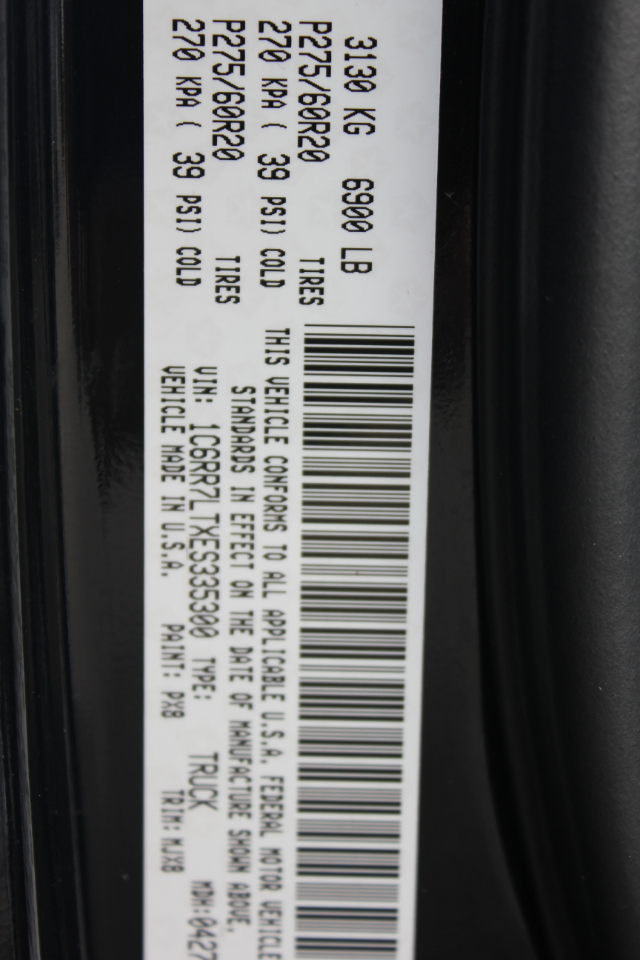 3130 KG 6900 LB
P275/60R20 TIRES
270 KPA ( 39 PSI) COLD
P275/60R20 TIRES
270 KPA ( 39 PSI) COLD
THIS VEHICLE CONFORMS TO ALL APPLICABLE U.S.A. FEDERAL MOTOR VEHICLE
STANDARDS IN EFFECT ON THE DATE OF MANUFACTURE SHOWN ABOVE.
VIN: 1C6RR7LTXES335300 TYPE: TRUCK MDH:0427
VEHICLE MADE IN U.S.A. PAINT: PX8 TRIM:MJX8